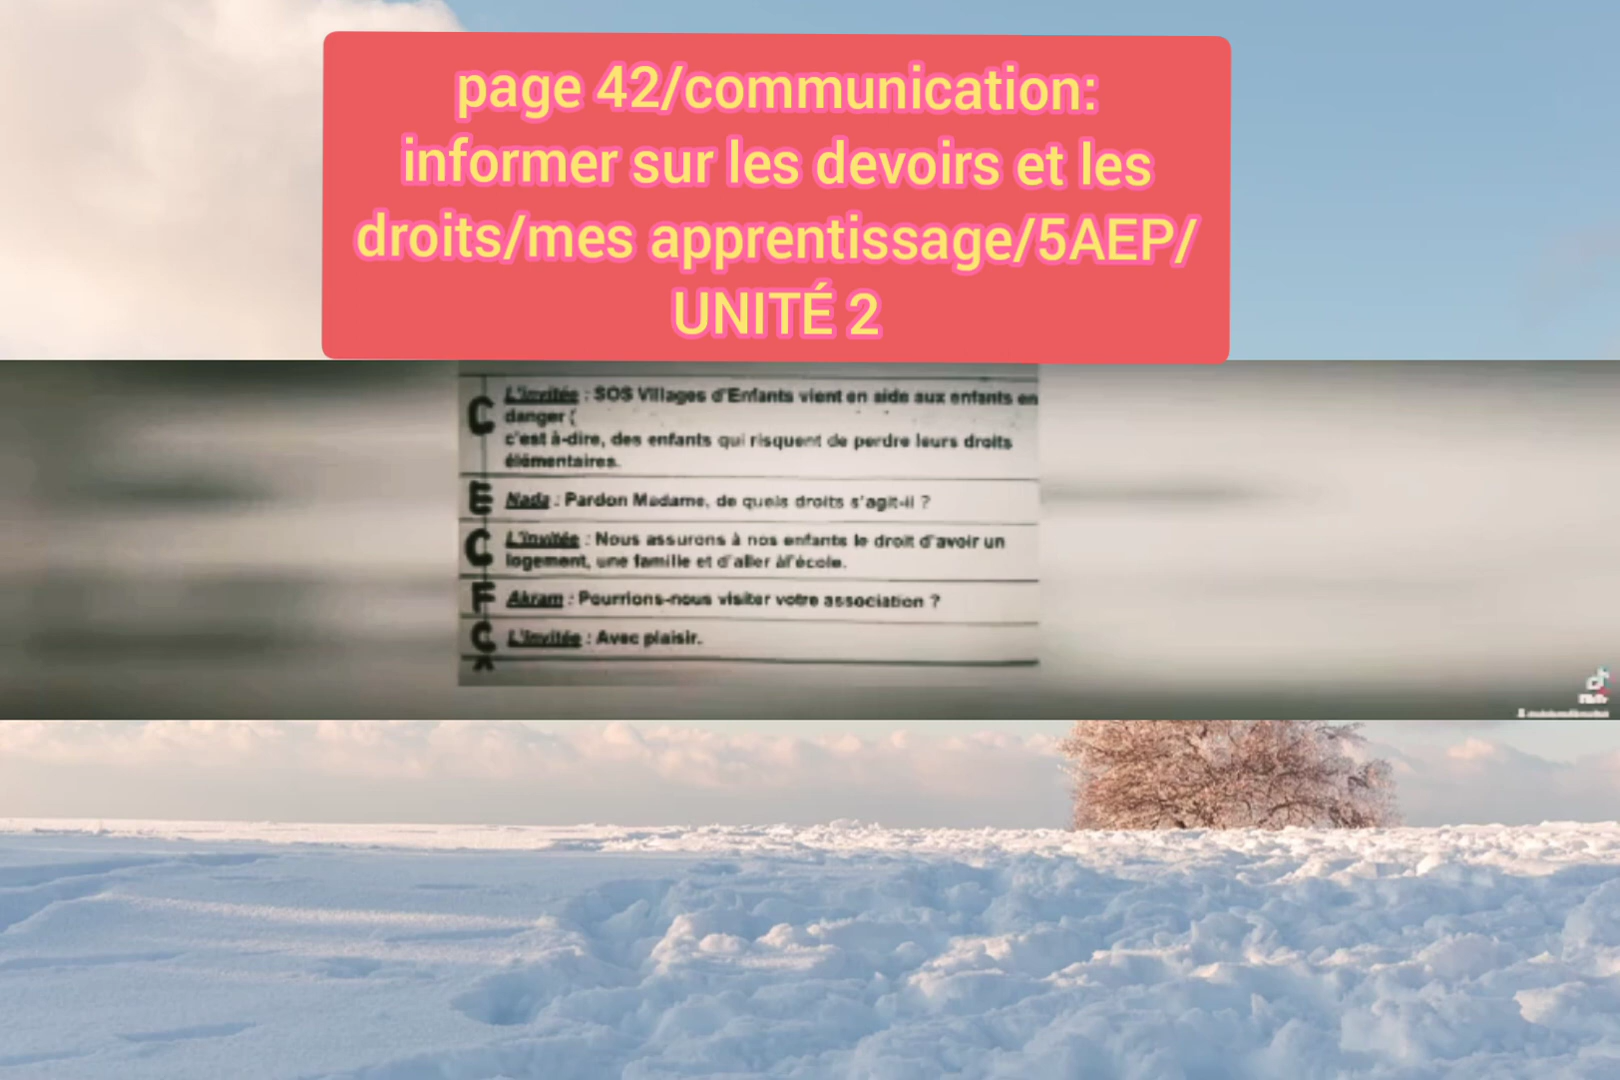 page 42/communication:
informer sur les devoirs et les
droits/mes apprentissage/5AEP/
UNITÉ 2
C L'invitée : SOS Villages d'Enfants vient en aide aux enfants en
danger (
c'est à-dire, des enfants qui risquent de perdre leurs droits
élémentaires.
E Nada : Pardon Madame, de quels droits s'agit-il ?
C L'invitée : Nous assurons à nos enfants le droit d'avoir un
logement, une famille et d'aller àl'école.
F Akram : Pourrions-nous visiter votre association ?
C L'invitée : Avec plaisir.